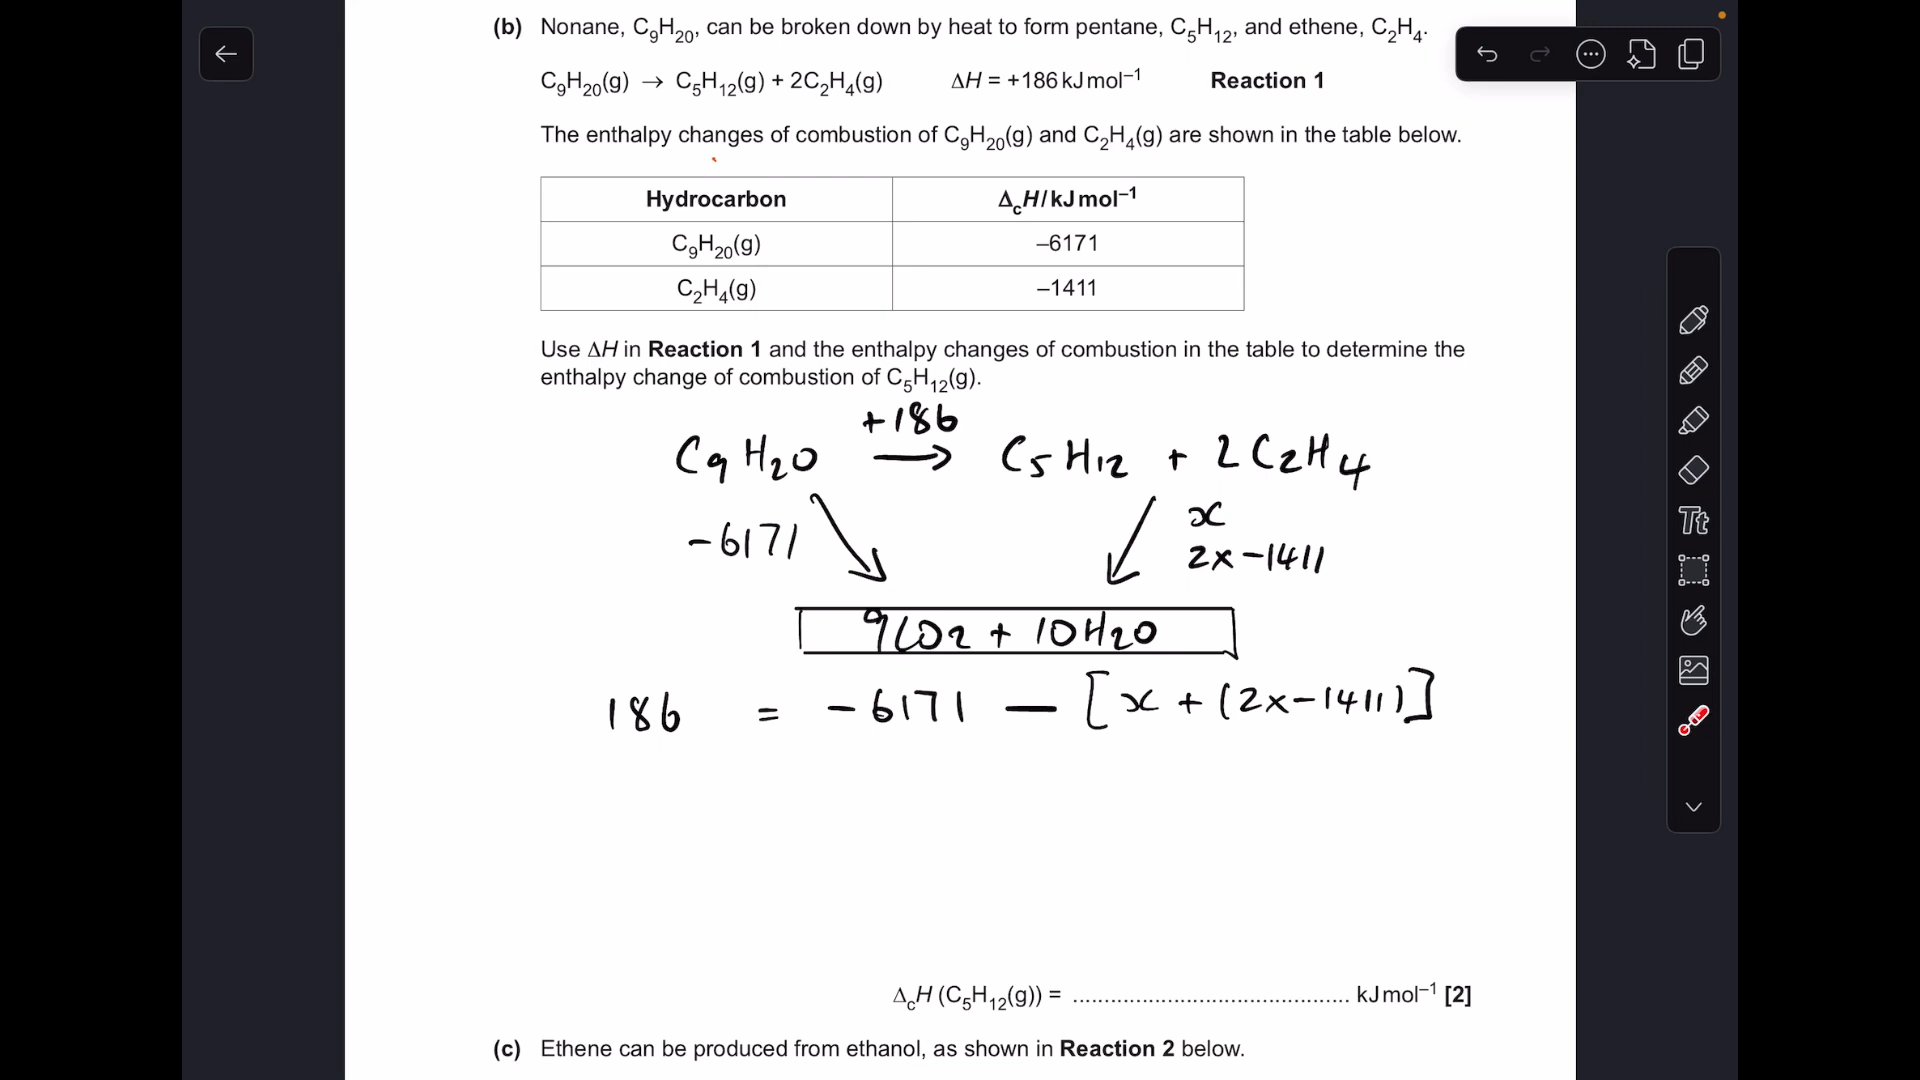 (b) Nonane, C₉H₂₀, can be broken down by heat to form pentane, C₅H₁₂, and ethene, C₂H₄.
C₉H₂₀(g) → C₅H₁₂(g) + 2C₂H₄(g) ΔH = +186 kJ mol⁻¹ Reaction 1
The enthalpy changes of combustion of C₉H₂₀(g) and C₂H₄(g) are shown in the table below.
Hydrocarbon ΔcH/kJ mol⁻¹
C₉H₂₀(g) –6171
C₂H₄(g) –1411
Use ΔH in Reaction 1 and the enthalpy changes of combustion in the table to determine the
enthalpy change of combustion of C₅H₁₂(g).
+186
C₉H₂₀ → C₅H₁₂ + 2C₂H₄
x
-6171 2x-1411
9CO₂ + 10H₂O
186 = -6171 - [x + (2x-1411)]
ΔcH (C₅H₁₂(g)) = .......................................... kJ mol⁻¹ [2]
(c) Ethene can be produced from ethanol, as shown in Reaction 2 below.
Tt